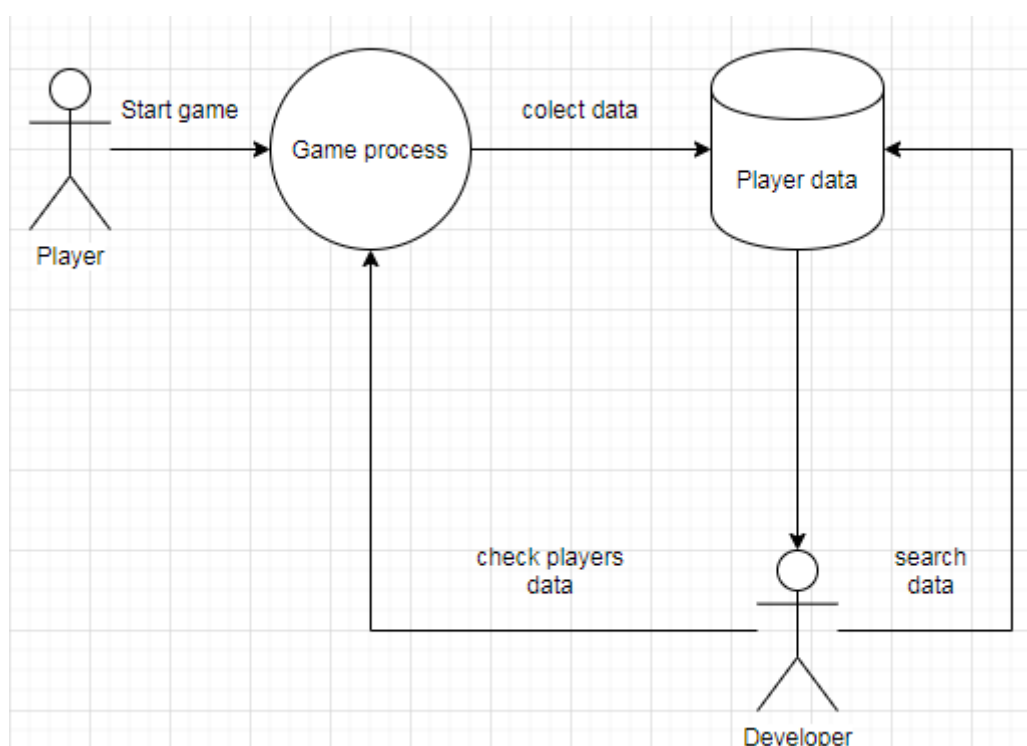 Start game
colect data
Game process
Player data
Player
check players
data
search
data
Developer